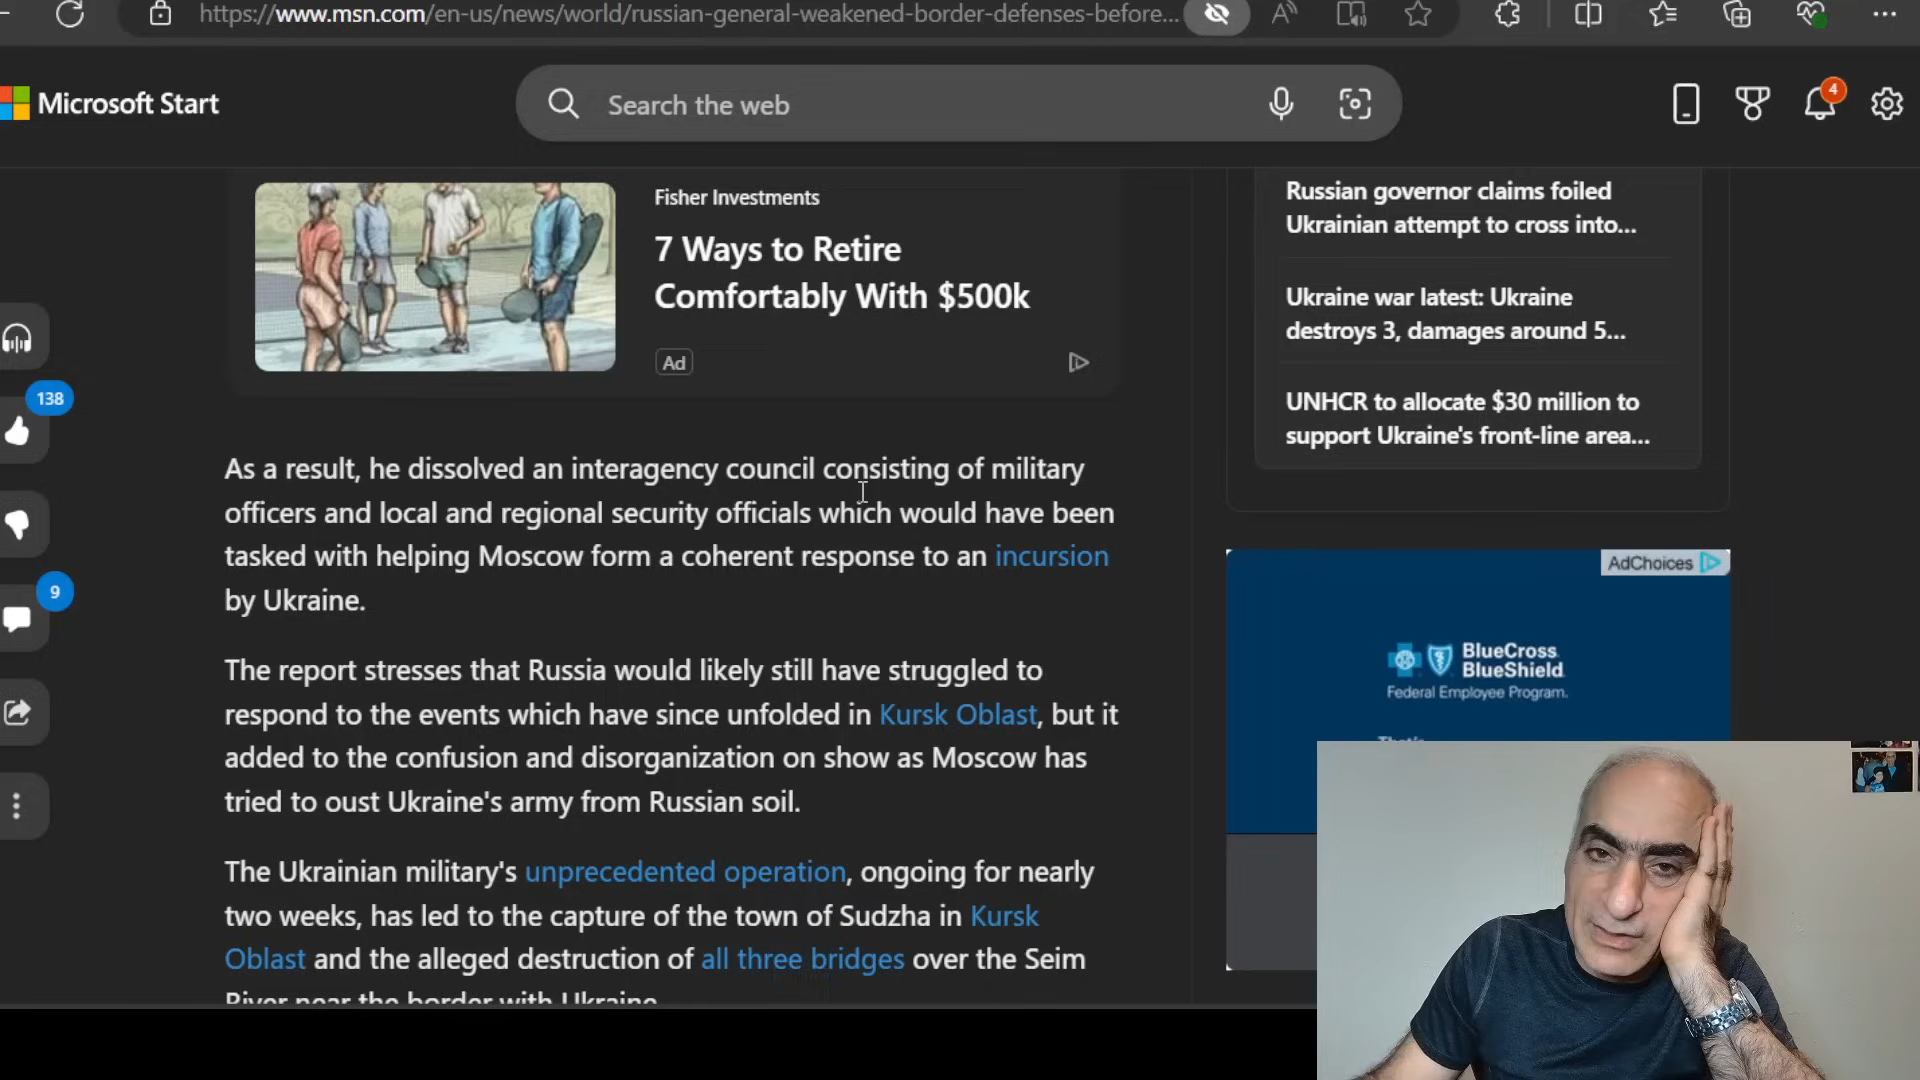 https://www.msn.com/en-us/news/world/russian-general-weakened-border-defenses-before...
Microsoft Start
Search the web
4
Fisher Investments
7 Ways to Retire
Comfortably With $500k
Ad
Russian governor claims foiled
Ukrainian attempt to cross into...
Ukraine war latest: Ukraine
destroys 3, damages around 5...
UNHCR to allocate $30 million to
support Ukraine's front-line area...
138
9
As a result, he dissolved an interagency council consisting of military
officers and local and regional security officials which would have been
tasked with helping Moscow form a coherent response to an incursion
by Ukraine.
The report stresses that Russia would likely still have struggled to
respond to the events which have since unfolded in Kursk Oblast, but it
added to the confusion and disorganization on show as Moscow has
tried to oust Ukraine's army from Russian soil.
The Ukrainian military's unprecedented operation, ongoing for nearly
two weeks, has led to the capture of the town of Sudzha in Kursk
Oblast and the alleged destruction of all three bridges over the Seim
River near the border with Ukraine.
AdChoices
BlueCross
BlueShield
Federal Employee Program.
That's